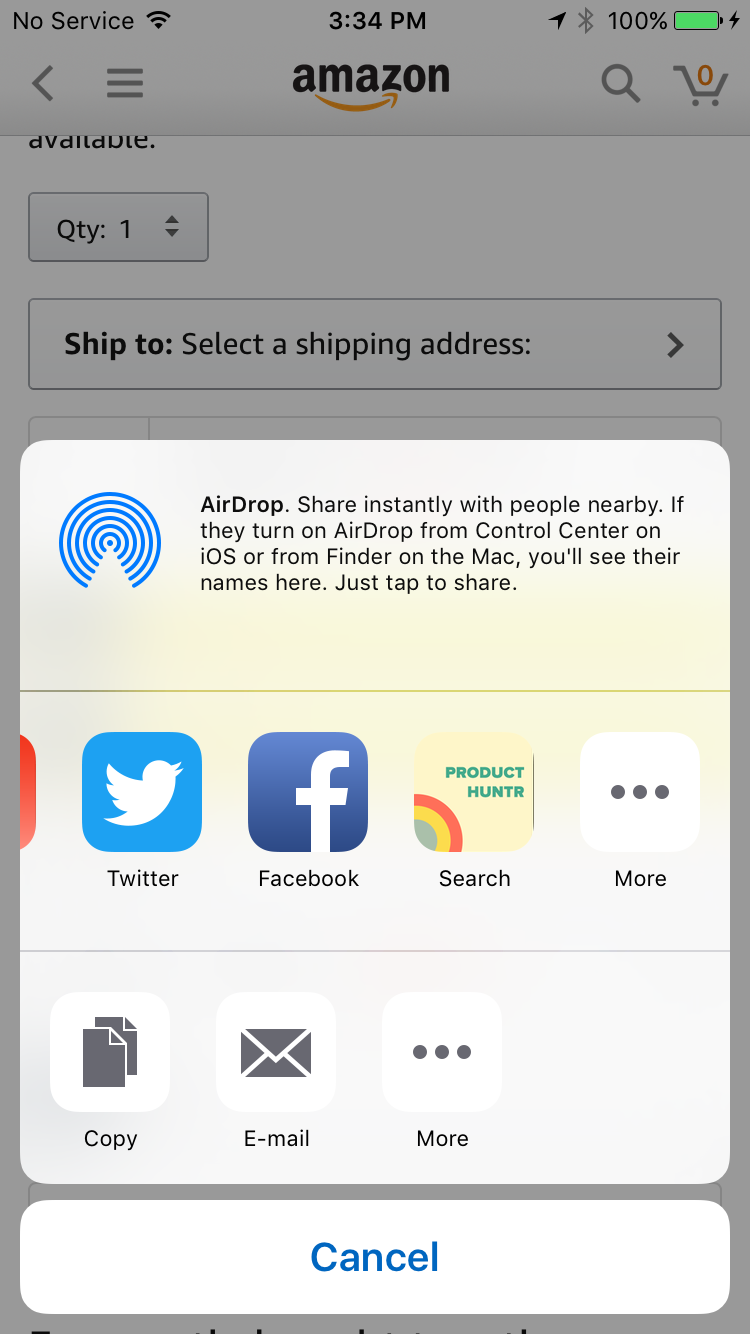 No Service 3:34 PM 100%
amazon 0
available.
Qty: 1
Ship to: Select a shipping address:
AirDrop. Share instantly with people nearby. If
they turn on AirDrop from Control Center on
iOS or from Finder on the Mac, you'll see their
names here. Just tap to share.
PRODUCT
HUNTR
Twitter Facebook Search More
Copy E-mail More
Cancel